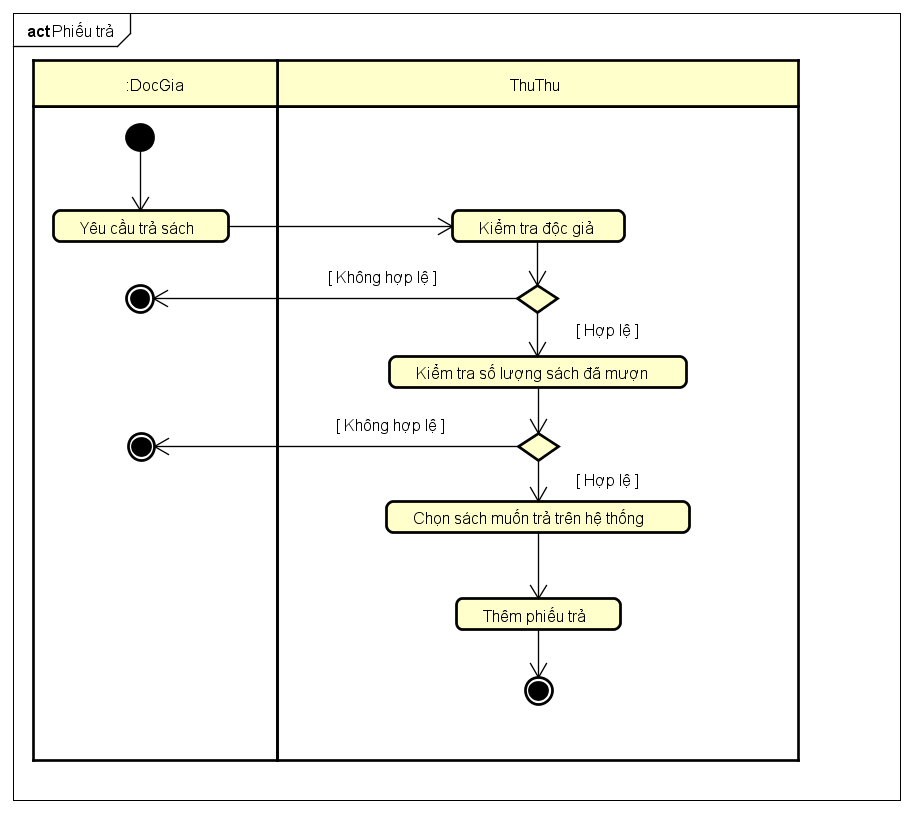 act Phiếu trả
:DocGia
ThuThu
Yêu cầu trả sách
Kiểm tra độc giả
[ Không hợp lệ ]
[ Hợp lệ ]
Kiểm tra số lượng sách đã mượn
[ Không hợp lệ ]
[ Hợp lệ ]
Chọn sách muốn trả trên hệ thống
Thêm phiếu trả